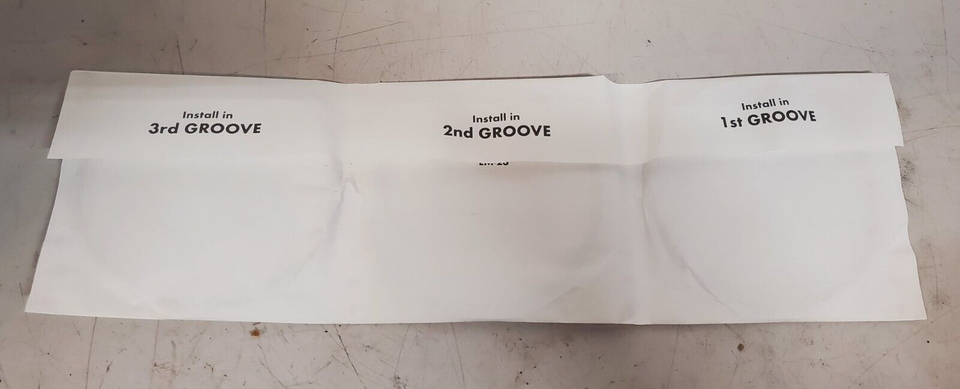 Install in
3rd GROOVE
Install in
2nd GROOVE
Install in
1st GROOVE